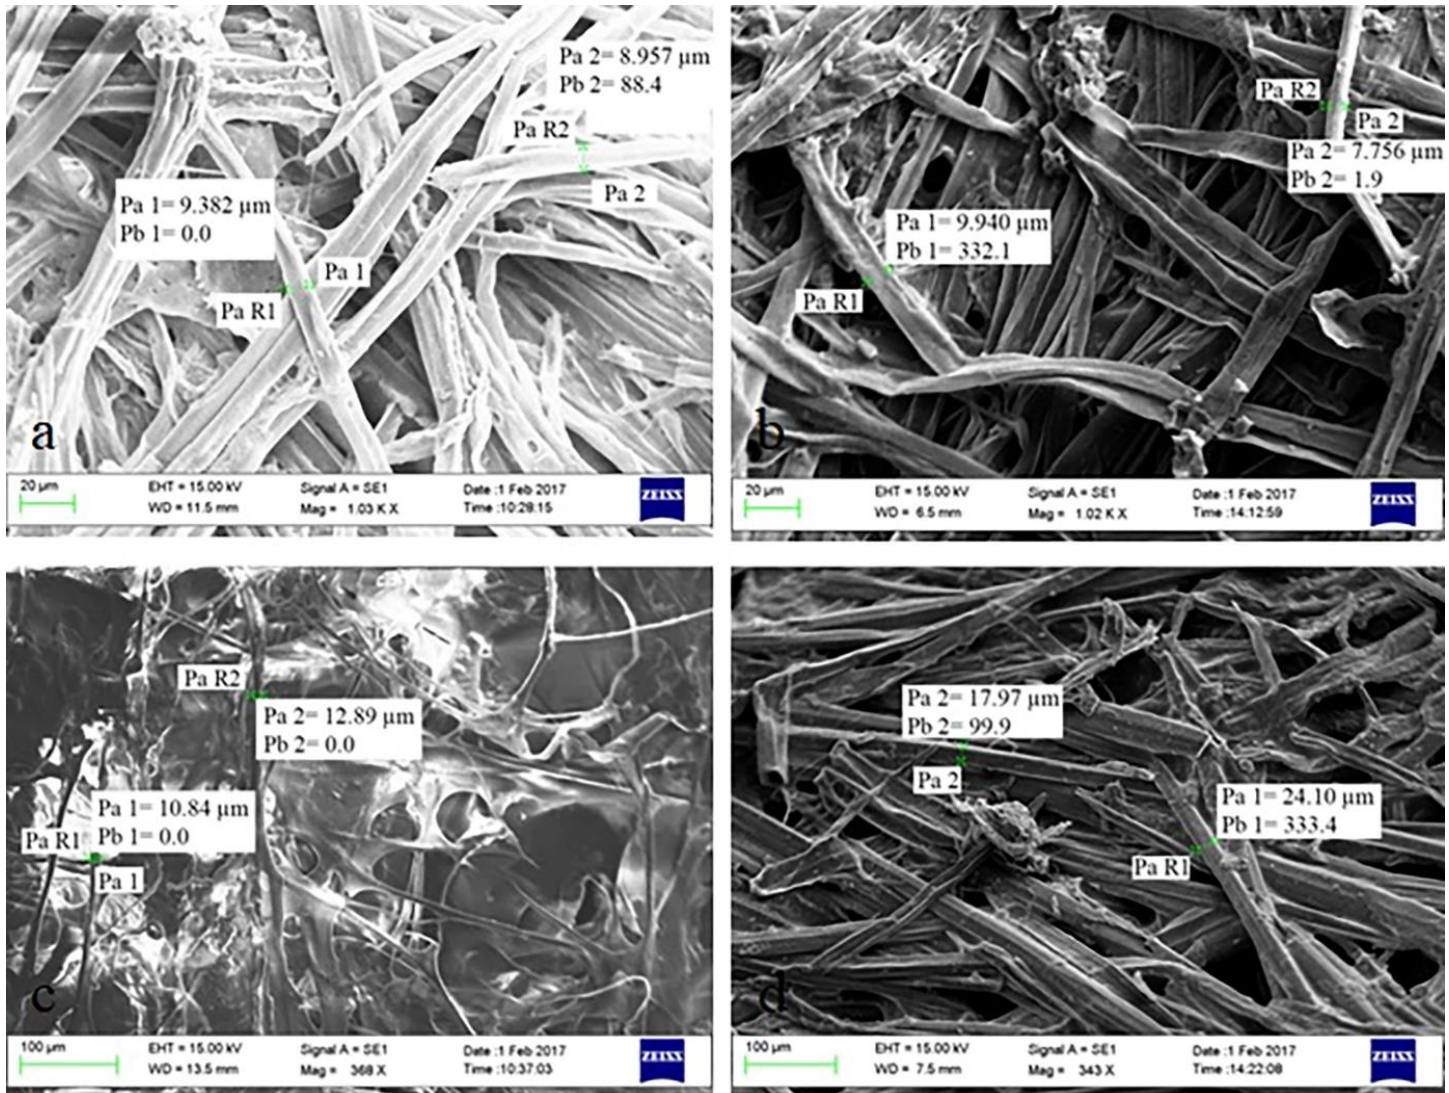 Pa 2= 8.957 µm
Pb 2= 88.4
Pa R2
Pa 2
Pa 1= 9.382 µm
Pb 1= 0.0
Pa 1
Pa R1
a
20 µm
EHT = 15.00 kV
WD = 11.5 mm
Signal A = SE1
Mag = 1.03 K X
Date :1 Feb 2017
Time :10:28:15
ZEISS
Pa R2
Pa 2
Pa 2= 7.756 µm
Pb 2= 1.9
Pa 1= 9.940 µm
Pb 1= 332.1
Pa R1
b
20 µm
EHT = 15.00 kV
WD = 6.5 mm
Signal A = SE1
Mag = 1.02 K X
Date :1 Feb 2017
Time :14:12:59
ZEISS
Pa R2
Pa 2= 12.89 µm
Pb 2= 0.0
Pa 1= 10.84 µm
Pb 1= 0.0
Pa R1
Pa 1
c
100 µm
EHT = 15.00 kV
WD = 13.5 mm
Signal A = SE1
Mag = 368 X
Date :1 Feb 2017
Time :10:37:03
ZEISS
Pa 2= 17.97 µm
Pb 2= 99.9
Pa 2
Pa 1= 24.10 µm
Pb 1= 333.4
Pa R1
d
100 µm
EHT = 15.00 kV
WD = 7.5 mm
Signal A = SE1
Mag = 343 X
Date :1 Feb 2017
Time :14:22:08
ZEISS